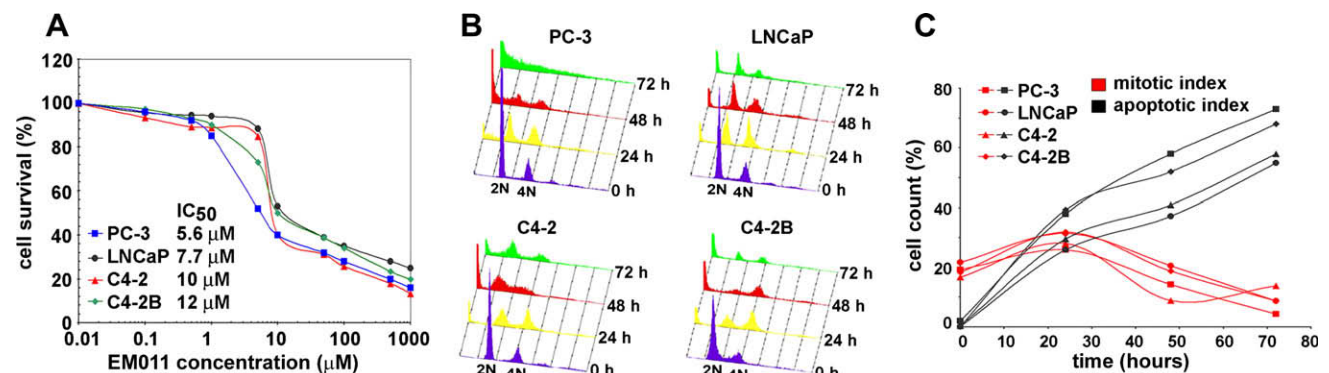 A
cell survival (%)
120
100
80
60
40
20
0
0.01 0.1 1 10 100 1000
EM011 concentration (μM)
IC50
PC-3 5.6 μM
LNCaP 7.7 μM
C4-2 10 μM
C4-2B 12 μM
B
PC-3
72 h
48 h
24 h
0 h
2N 4N
LNCaP
72 h
48 h
24 h
0 h
2N 4N
C4-2
72 h
48 h
24 h
0 h
2N 4N
C4-2B
72 h
48 h
24 h
0 h
2N 4N
C
PC-3
LNCaP
C4-2
C4-2B
mitotic index
apoptotic index
cell count (%)
80
60
40
20
0
0 10 20 30 40 50 60 70 80
time (hours)